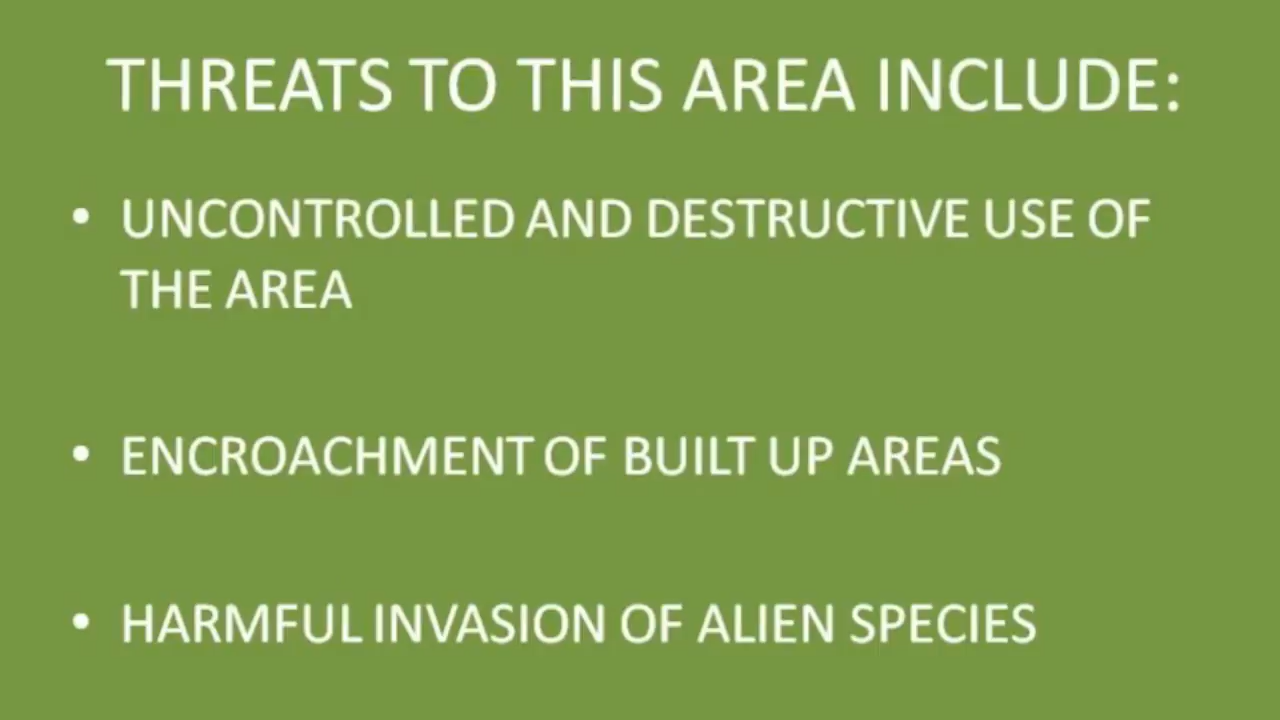 THREATS TO THIS AREA INCLUDE:
• UNCONTROLLED AND DESTRUCTIVE USE OF
THE AREA
• ENCROACHMENT OF BUILT UP AREAS
• HARMFUL INVASION OF ALIEN SPECIES